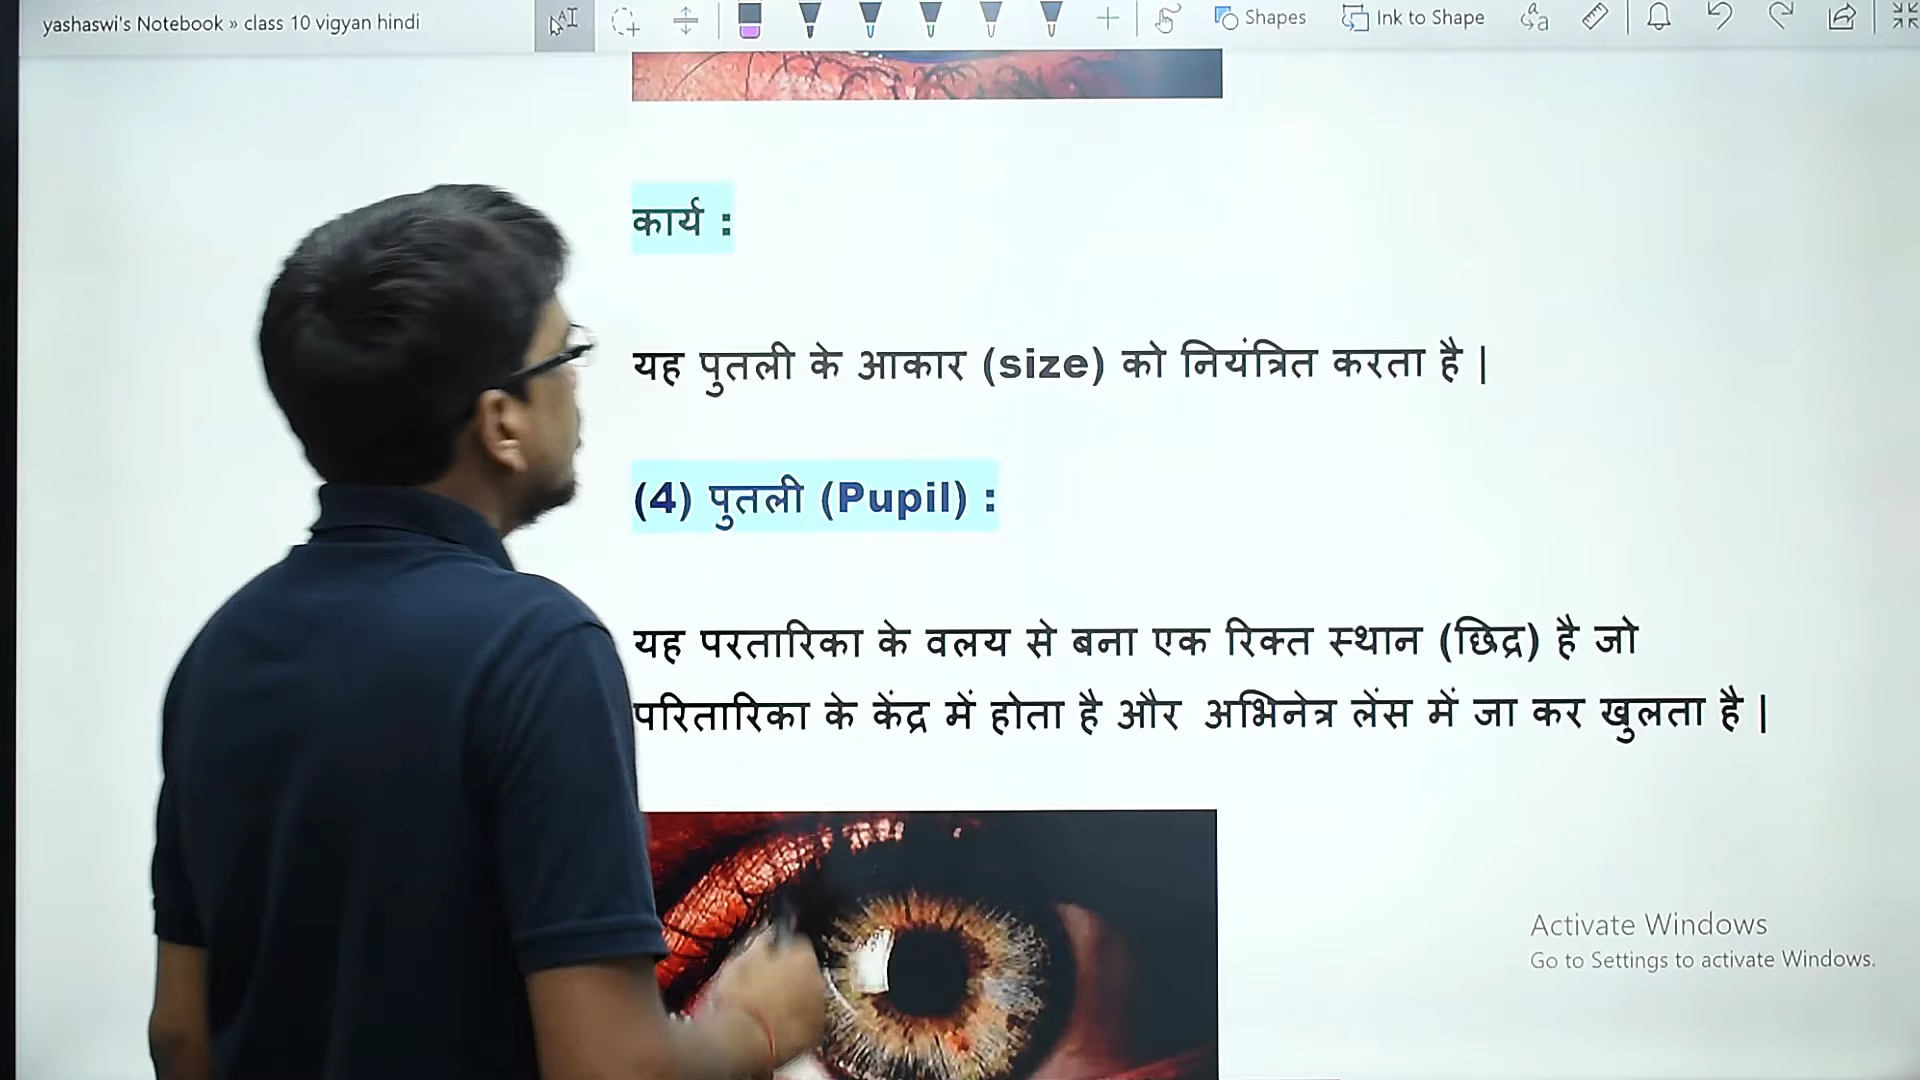 yashaswi's Notebook » class 10 vigyan hindi
Shapes
Ink to Shape
कार्य :
यह पुतली के आकार (size) को नियंत्रित करता है |
(4) पुतली (Pupil) :
यह परतारिका के वलय से बना एक रिक्त स्थान (छिद्र) है जो
परितारिका के केंद्र में होता है और अभिनेत्र लेंस में जा कर खुलता है |
Activate Windows
Go to Settings to activate Windows.